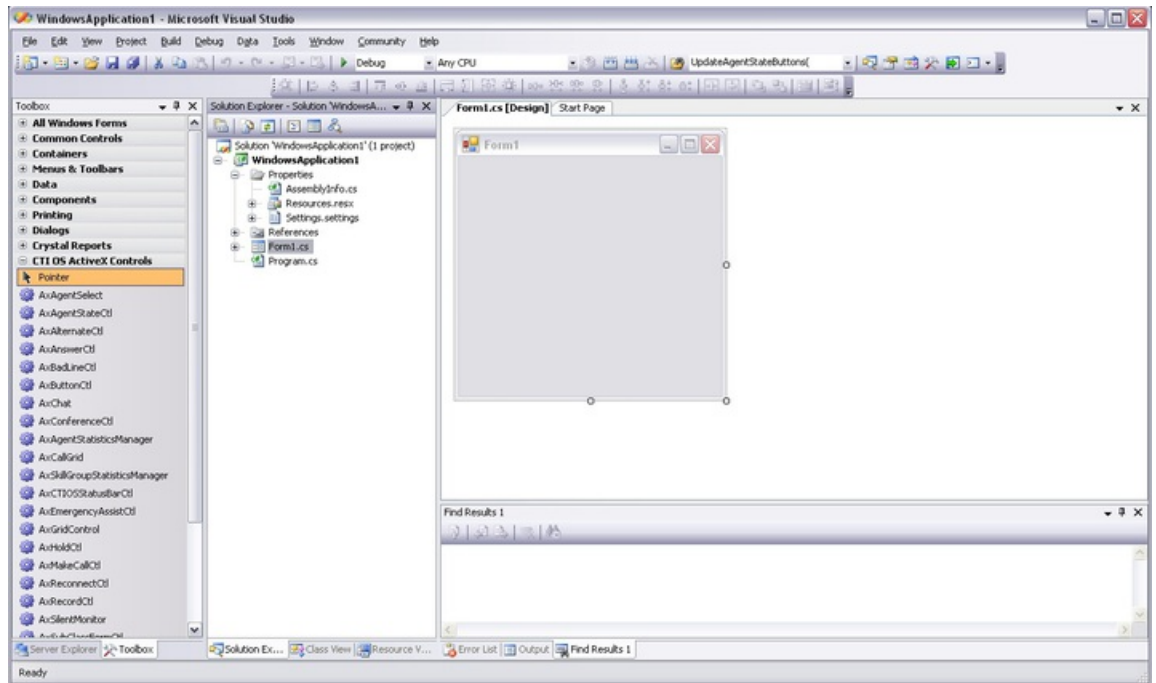 WindowsApplication1 - Microsoft Visual Studio
File Edit View Project Build Debug Data Tools Window Community Help
Debug Any CPU UpdateAgentStateButtons(
Toolbox
All Windows Forms
Common Controls
Containers
Menus & Toolbars
Data
Components
Printing
Dialogs
Crystal Reports
CTI OS ActiveX Controls
Pointer
AxAgentSelect
AxAgentStateCtl
AxAlternateCtl
AxAnswerCtl
AxBadLineCtl
AxButtonCtl
AxChat
AxConferenceCtl
AxAgentStatisticsManager
AxCallGrid
AxSkillGroupStatisticsManager
AxCTIOSStatusBarCtl
AxEmergencyAssistCtl
AxGridControl
AxHoldCtl
AxMakeCallCtl
AxReconnectCtl
AxRecordCtl
AxSilentMonitor
Server Explorer Toolbox
Solution Explorer - Solution 'WindowsA...
Solution 'WindowsApplication1' (1 project)
WindowsApplication1
Properties
AssemblyInfo.cs
Resources.resx
Settings.settings
References
Form1.cs
Program.cs
Solution Ex... Class View Resource V...
Form1.cs [Design] Start Page
Form1
Find Results 1
Error List Output Find Results 1
Ready